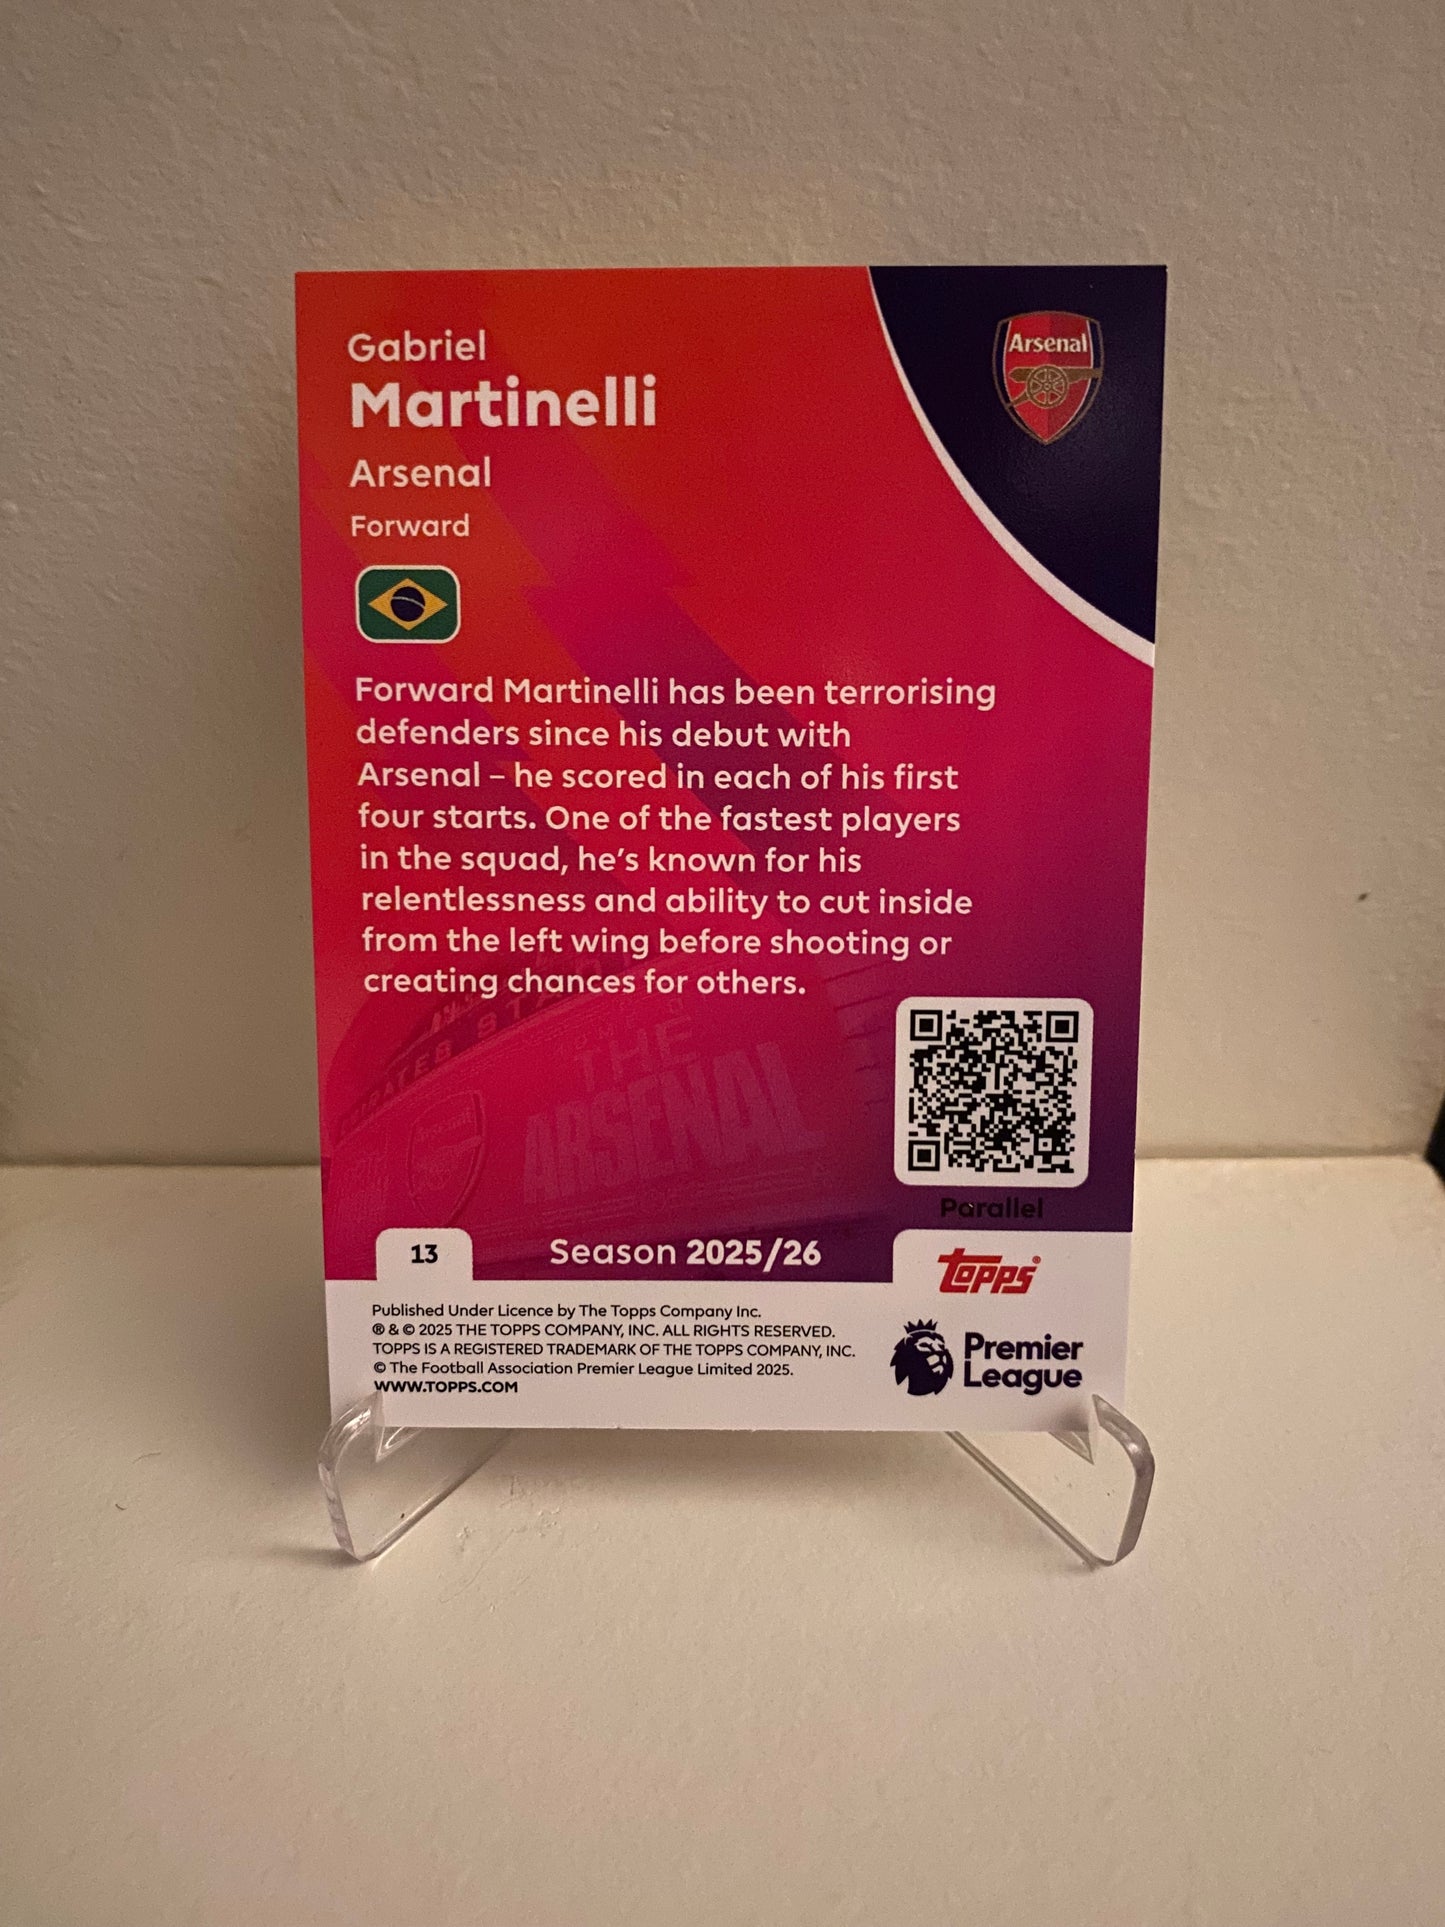 Gabriel
Martinelli
Arsenal
Forward
Arsenal
Forward Martinelli has been terrorising
defenders since his debut with
Arsenal – he scored in each of his first
four starts. One of the fastest players
in the squad, he's known for his
relentlessness and ability to cut inside
from the left wing before shooting or
creating chances for others.
THE
ARSENAL
Parallel
13
Season 2025/26
TOPPS®
Published Under Licence by The Topps Company Inc.
® & © 2025 THE TOPPS COMPANY, INC. ALL RIGHTS RESERVED.
TOPPS IS A REGISTERED TRADEMARK OF THE TOPPS COMPANY, INC.
© The Football Association Premier League Limited 2025.
WWW.TOPPS.COM
Premier
League